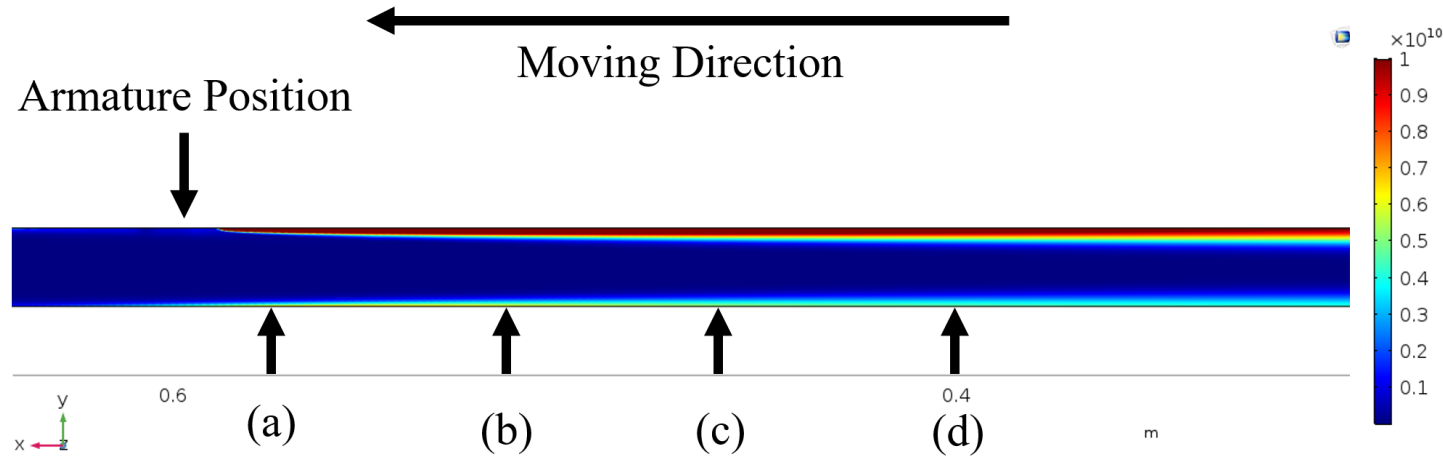 Moving Direction
Armature Position
×10¹⁰
1
0.9
0.8
0.7
0.6
0.5
0.4
0.3
0.2
0.1
0.6
0.4
y
x
z
m
(a)
(b)
(c)
(d)